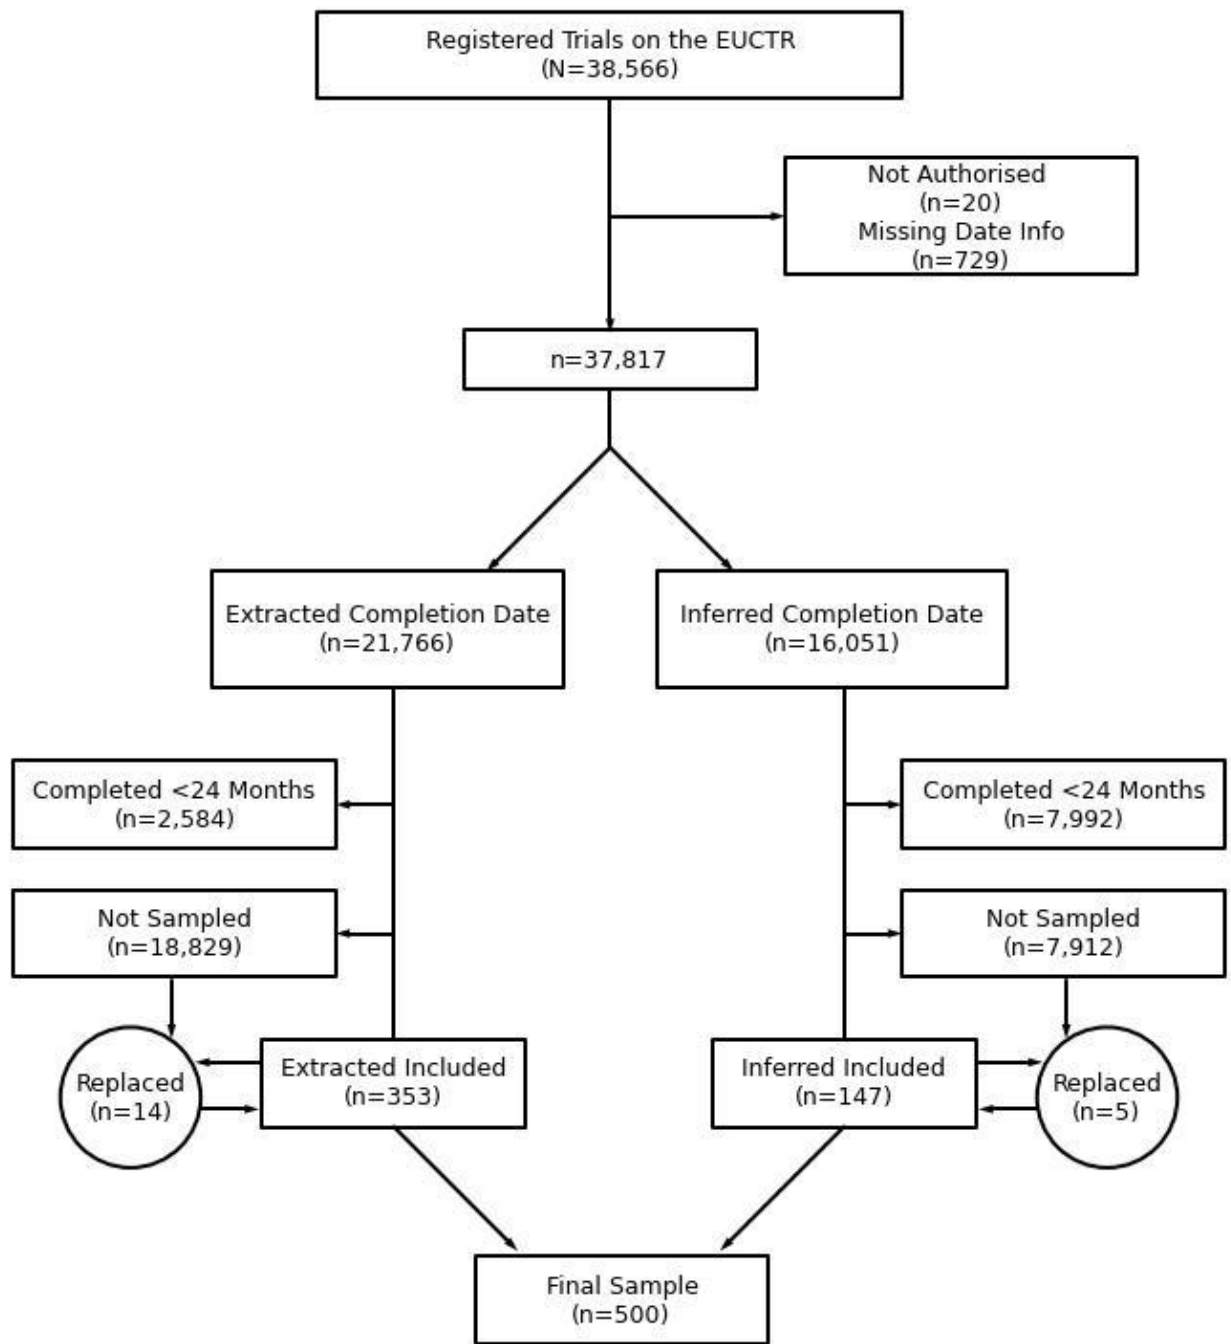 Registered Trials on the EUCTR
(N=38,566)
Not Authorised
(n=20)
Missing Date Info
(n=729)
n=37,817
Extracted Completion Date
(n=21,766)
Inferred Completion Date
(n=16,051)
Completed <24 Months
(n=2,584)
Completed <24 Months
(n=7,992)
Not Sampled
(n=18,829)
Not Sampled
(n=7,912)
Replaced
(n=14)
Extracted Included
(n=353)
Inferred Included
(n=147)
Replaced
(n=5)
Final Sample
(n=500)